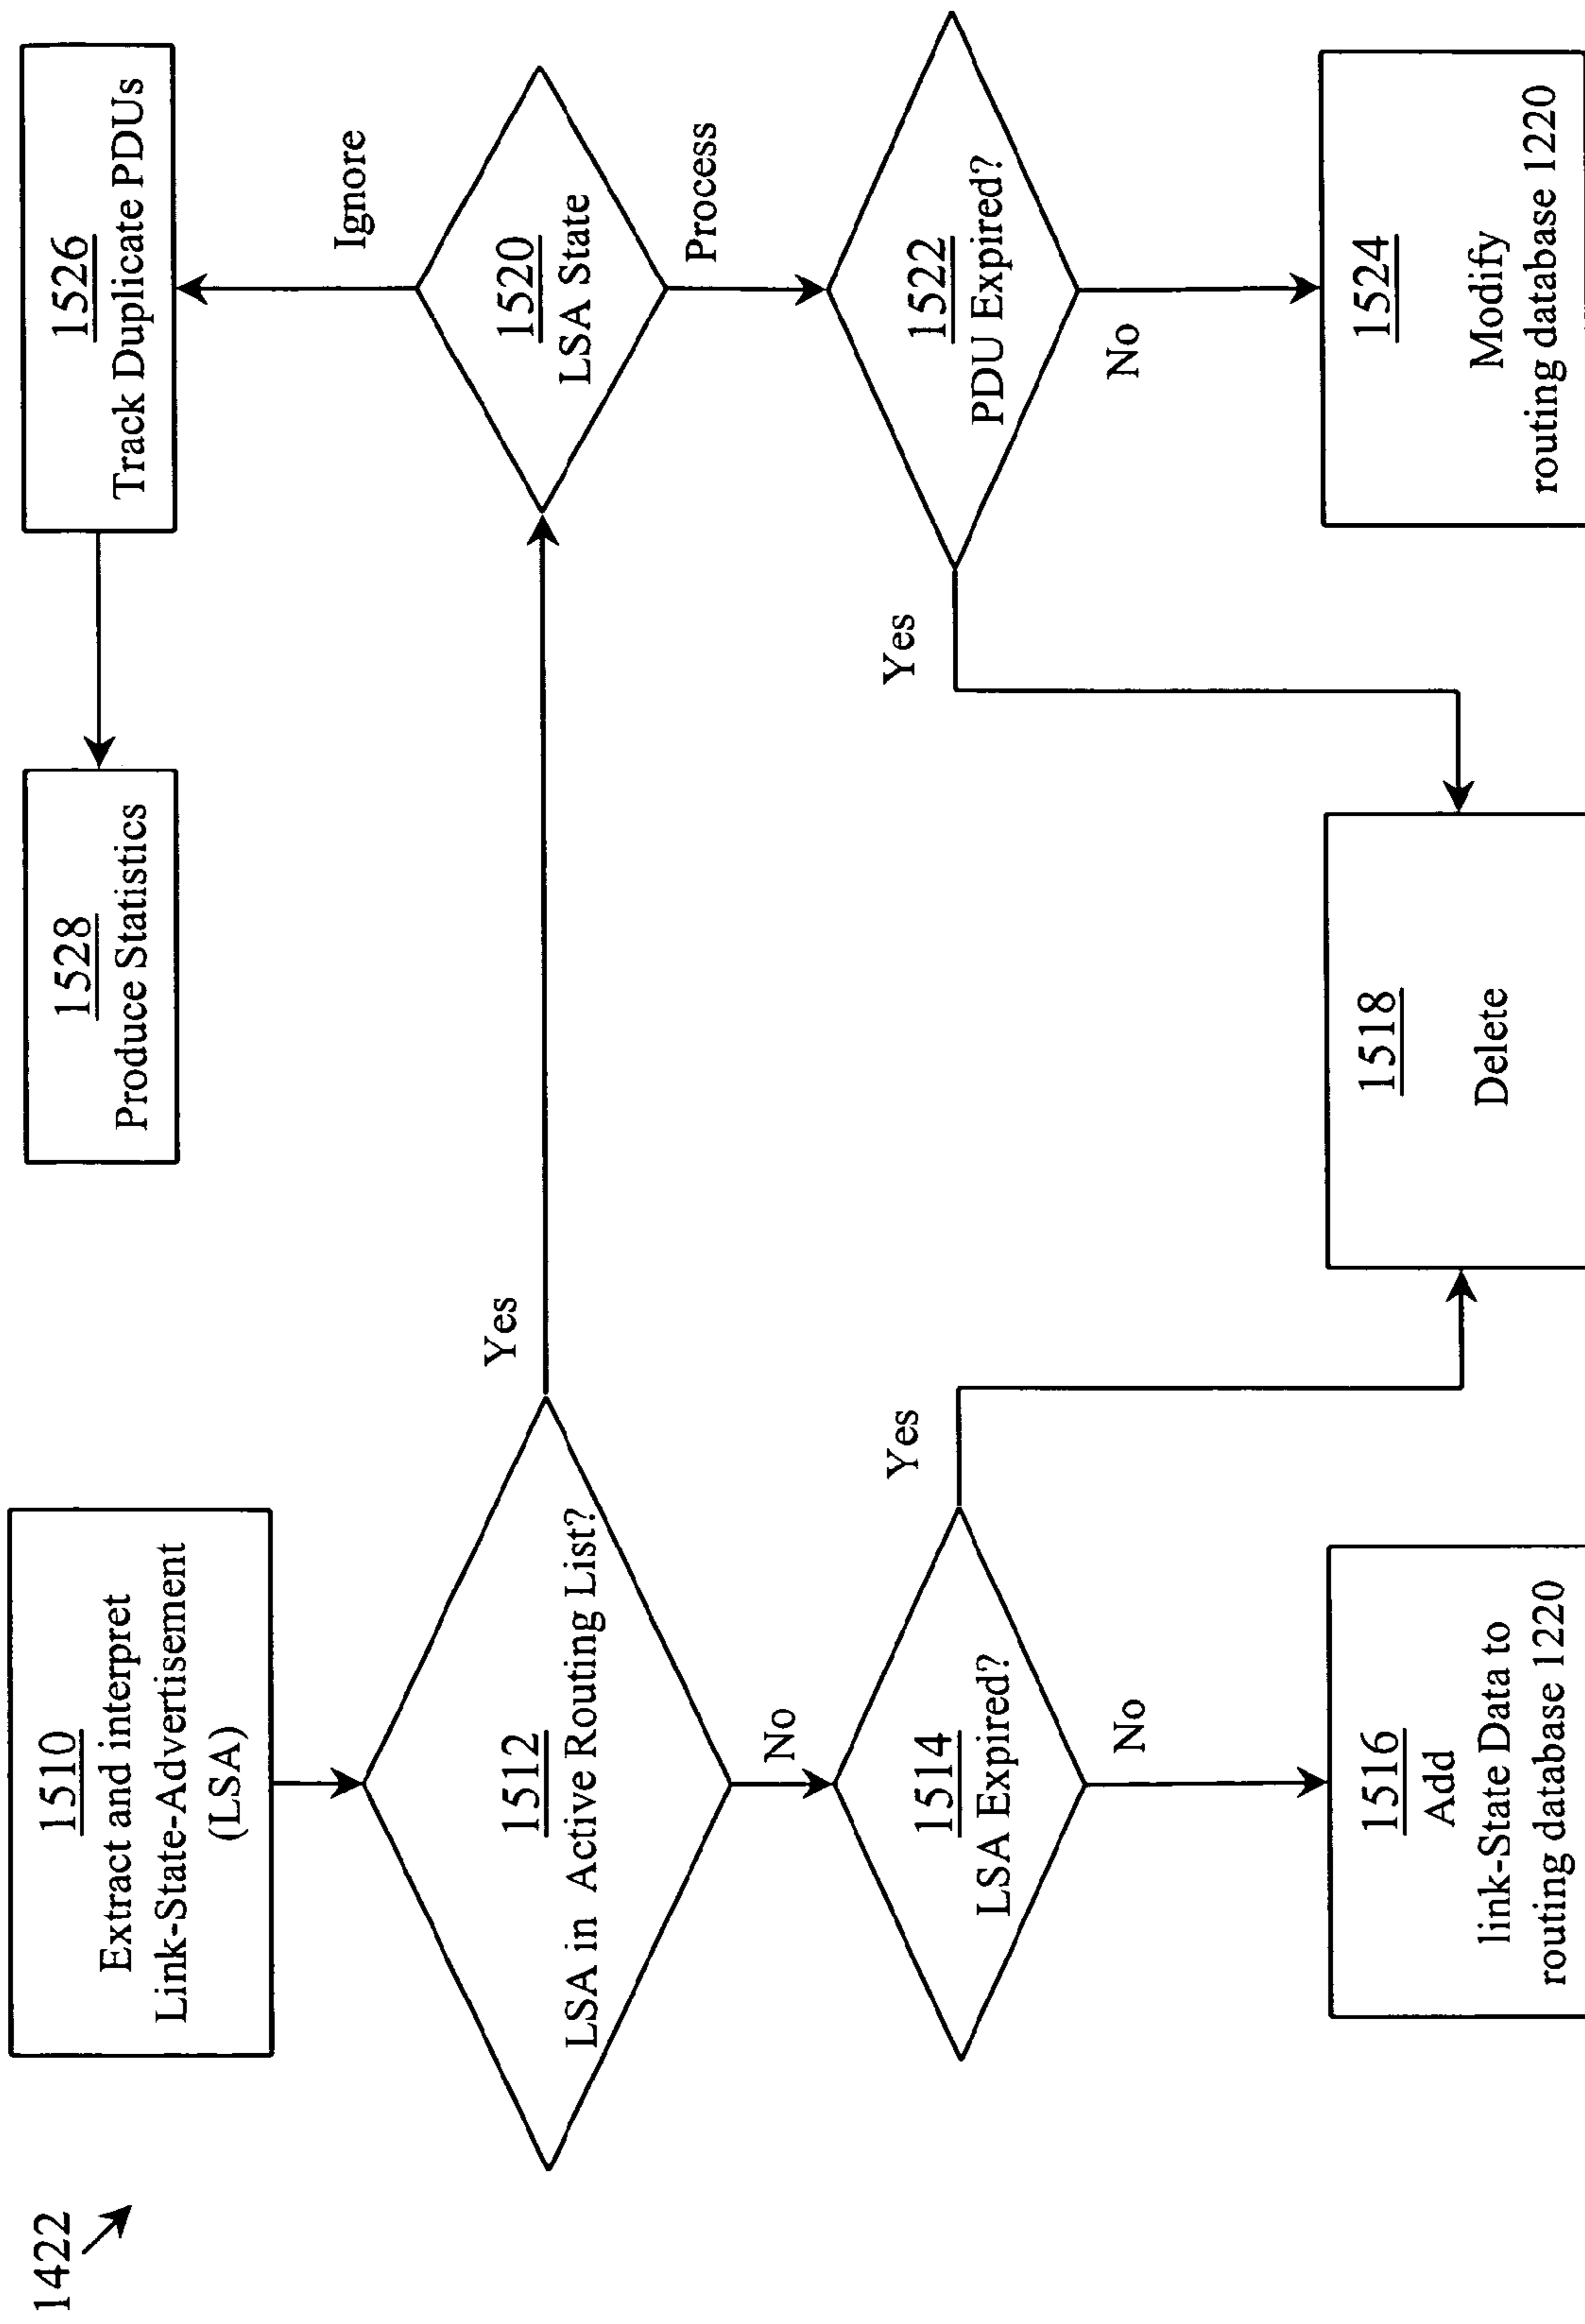 1422
1510
Extract and interpret
Link-State-Advertisement
(LSA)
1528
Produce Statistics
1526
Track Duplicate PDUs
Ignore
1512
LSA in Active Routing List?
Yes
1520
LSA State
Process
No
1514
LSA Expired?
Yes
Yes
1522
PDU Expired?
No
No
1516
Add
link-State Data to
routing database 1220
1518
Delete
1524
Modify
routing database 1220